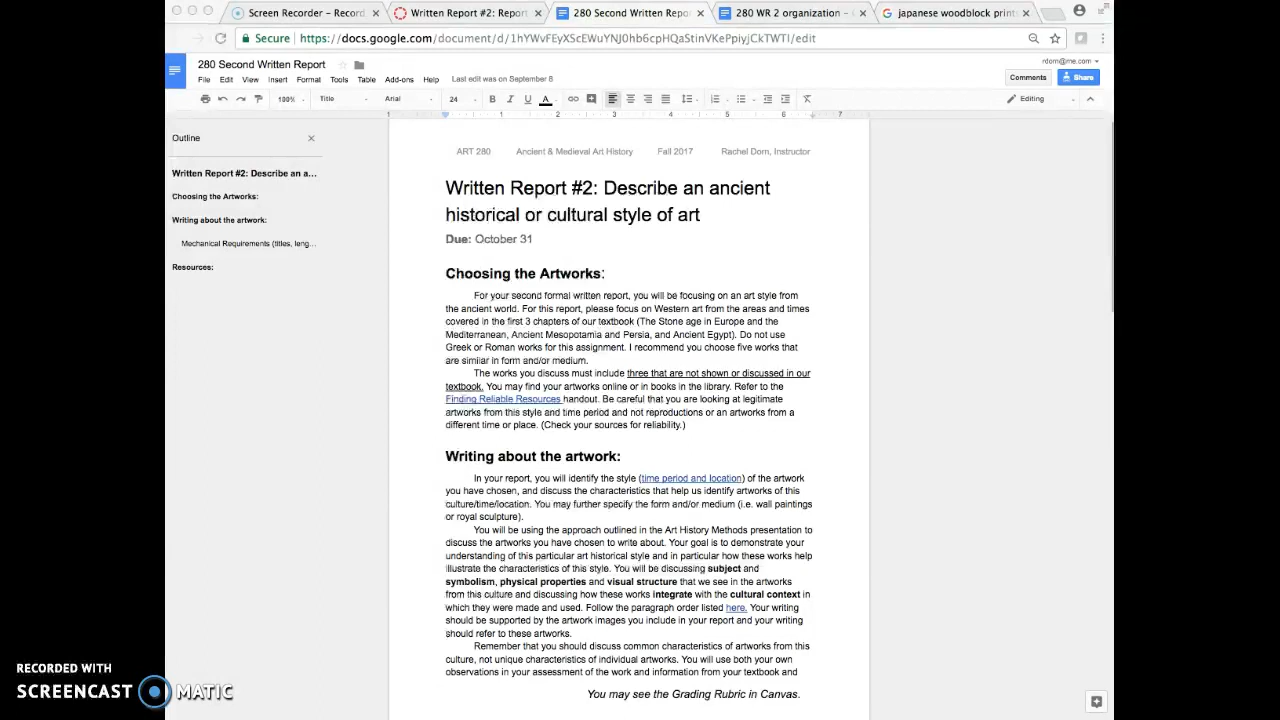 Screen Recorder – Record
Written Report #2: Report
280 Second Written Repor
280 WR 2 organization –
japanese woodblock prints
Secure
https://docs.google.com/document/d/1hYWvFEyXScEWuYNJ0hb6cpHQaStinVKePpiyjCkTWTI/edit
280 Second Written Report
rdorn@me.com
File Edit View Insert Format Tools Table Add-ons Help
Last edit was on September 8
Comments
Share
100% Title Arial 24 B I U A
Editing
1 1 2 3 4 5 6 7
Outline
Written Report #2: Describe an a...
Choosing the Artworks:
Writing about the artwork:
Mechanical Requirements (titles, leng...
Resources:
ART 280 Ancient & Medieval Art History Fall 2017 Rachel Dorn, Instructor
Written Report #2: Describe an ancient
historical or cultural style of art
Due: October 31
Choosing the Artworks:
For your second formal written report, you will be focusing on an art style from
the ancient world. For this report, please focus on Western art from the areas and times
covered in the first 3 chapters of our textbook (The Stone age in Europe and the
Mediterranean, Ancient Mesopotamia and Persia, and Ancient Egypt). Do not use
Greek or Roman works for this assignment. I recommend you choose five works that
are similar in form and/or medium.
The works you discuss must include three that are not shown or discussed in our
textbook. You may find your artworks online or in books in the library. Refer to the
Finding Reliable Resources handout. Be careful that you are looking at legitimate
artworks from this style and time period and not reproductions or an artworks from a
different time or place. (Check your sources for reliability.)
Writing about the artwork:
In your report, you will identify the style (time period and location) of the artwork
you have chosen, and discuss the characteristics that help us identify artworks of this
culture/time/location. You may further specify the form and/or medium (i.e. wall paintings
or royal sculpture).
You will be using the approach outlined in the Art History Methods presentation to
discuss the artworks you have chosen to write about. Your goal is to demonstrate your
understanding of this particular art historical style and in particular how these works help
illustrate the characteristics of this style. You will be discussing subject and
symbolism, physical properties and visual structure that we see in the artworks
from this culture and discussing how these works integrate with the cultural context in
which they were made and used. Follow the paragraph order listed here. Your writing
should be supported by the artwork images you include in your report and your writing
should refer to these artworks.
Remember that you should discuss common characteristics of artworks from this
culture, not unique characteristics of individual artworks. You will use both your own
observations in your assessment of the work and information from your textbook and
You may see the Grading Rubric in Canvas.
RECORDED WITH
SCREENCAST MATIC